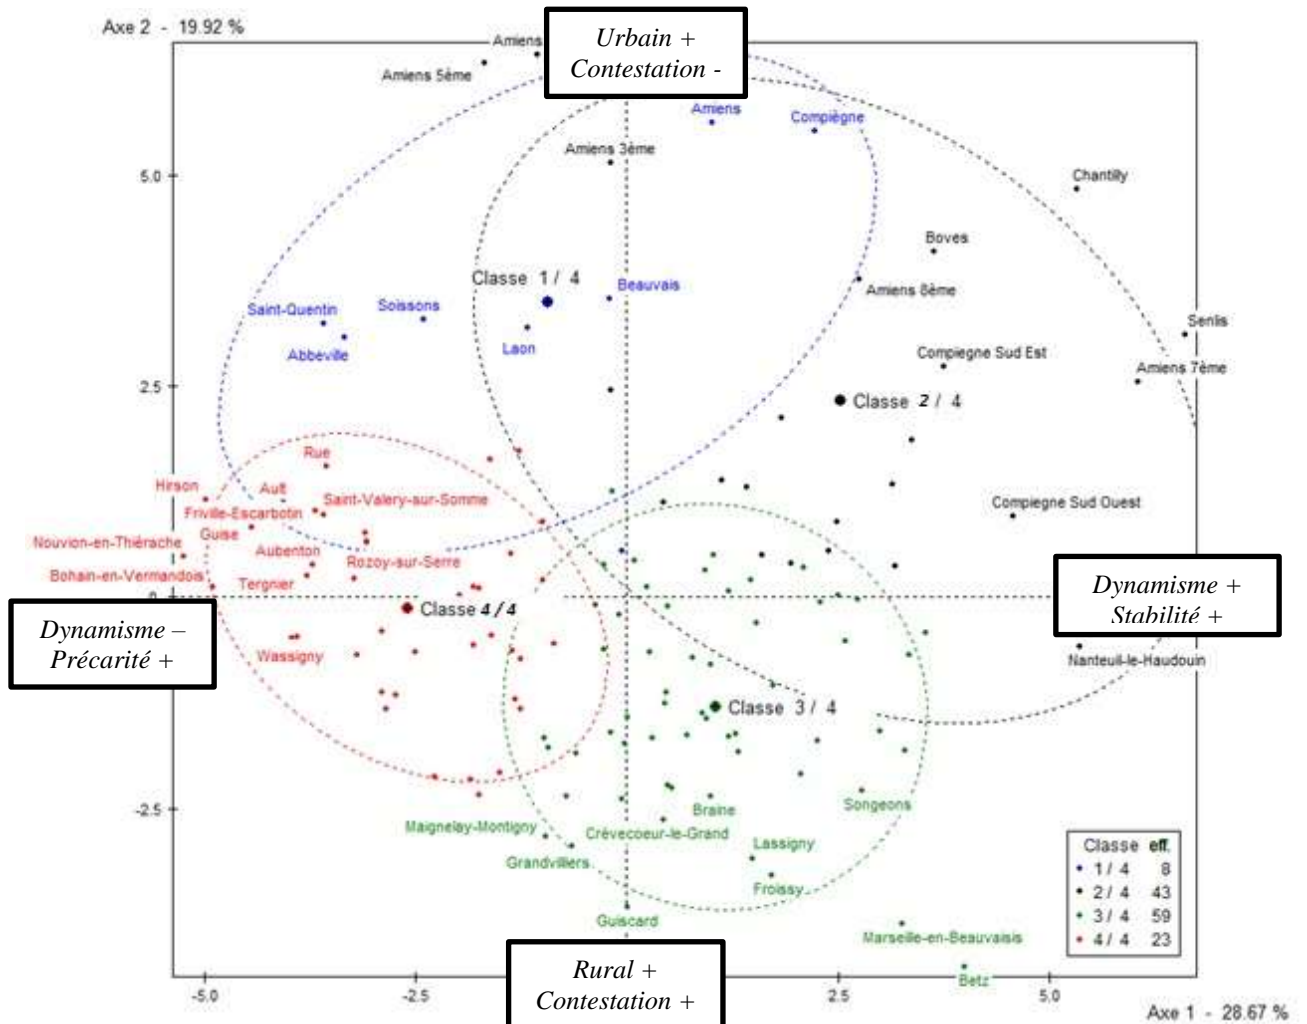 Axe 2 - 19.92 %
Urbain +
Contestation -
Amiens
Amiens 5ème
Amiens
Compiègne
Amiens 3ème
5.0
Chantilly
Boves
Classe 1 / 4
Beauvais
Amiens 8ème
Saint-Quentin
Soissons
Senlis
Laon
Abbeville
Compiegne Sud Est
Amiens 7ème
2.5
Classe 2 / 4
Rue
Hirson
Ault
Saint-Valery-sur-Somme
Compiegne Sud Ouest
Friville-Escarbotin
Guise
Nouvion-en-Thiérache
Aubenton
Rozoy-sur-Serre
Bohain-en-Vermandois
Tergnier
0
Classe 4 / 4
Dynamisme +
Stabilité +
Dynamisme –
Précarité +
Wassigny
Nanteuil-le-Haudouin
Classe 3 / 4
-2.5
Braine
Songeons
Maignelay-Montigny
Crèvecoeur-le-Grand
Lassigny
Grandvilliers
Froissy
Guiscard
Marseille-en-Beauvaisis
Betz
Classe eff.
1 / 4 8
2 / 4 43
3 / 4 59
4 / 4 23
Rural +
Contestation +
-5.0
-2.5
2.5
5.0
Axe 1 - 28.67 %